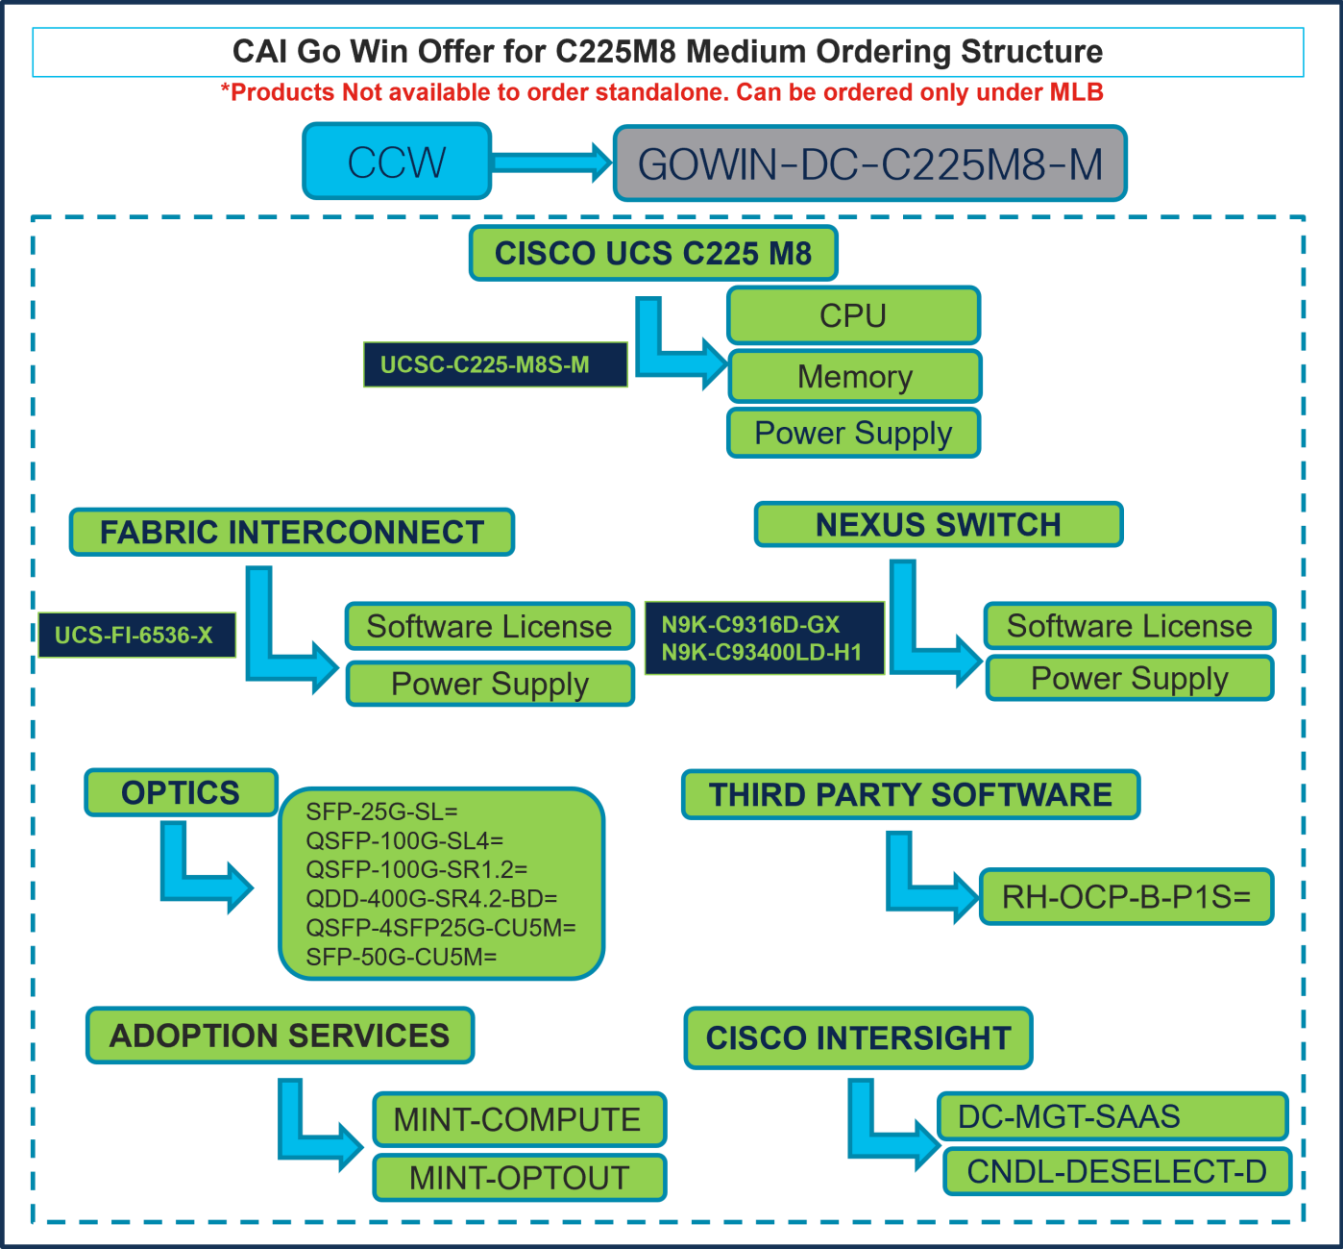 CAI Go Win Offer for C225M8 Medium Ordering Structure
*Products Not available to order standalone. Can be ordered only under MLB
CCW
GOWIN-DC-C225M8-M
CISCO UCS C225 M8
UCSC-C225-M8S-M
CPU
Memory
Power Supply
FABRIC INTERCONNECT
UCS-FI-6536-X
Software License
Power Supply
NEXUS SWITCH
N9K-C9316D-GX
N9K-C93400LD-H1
Software License
Power Supply
OPTICS
SFP-25G-SL=
QSFP-100G-SL4=
QSFP-100G-SR1.2=
QDD-400G-SR4.2-BD=
QSFP-4SFP25G-CU5M=
SFP-50G-CU5M=
THIRD PARTY SOFTWARE
RH-OCP-B-P1S=
ADOPTION SERVICES
MINT-COMPUTE
MINT-OPTOUT
CISCO INTERSIGHT
DC-MGT-SAAS
CNDL-DESELECT-D